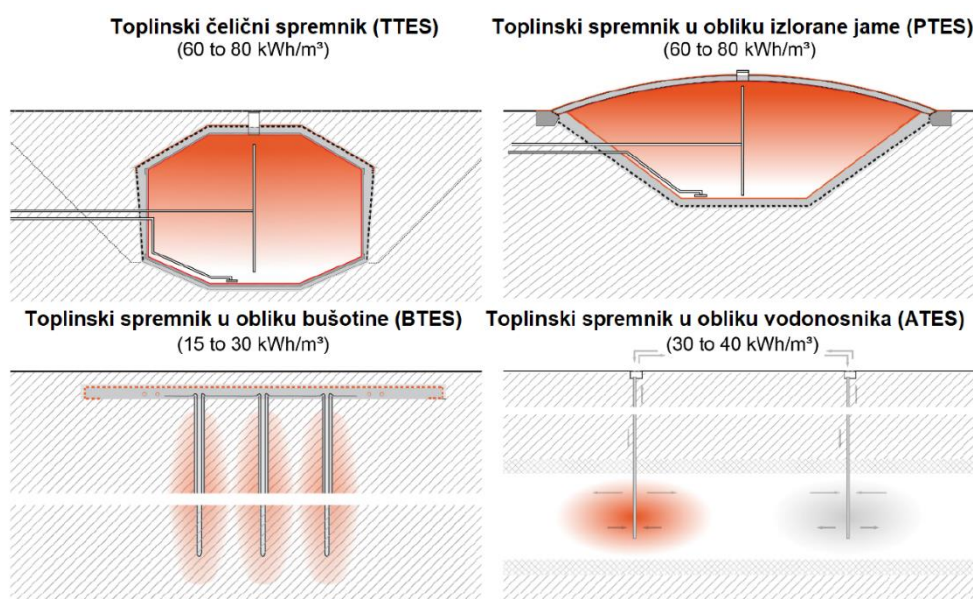 Toplinski čelični spremnik (TTES)
(60 to 80 kWh/m³)
Toplinski spremnik u obliku izlorane jame (PTES)
(60 to 80 kWh/m³)
Toplinski spremnik u obliku bušotine (BTES)
(15 to 30 kWh/m³)
Toplinski spremnik u obliku vodonosnika (ATES)
(30 to 40 kWh/m³)